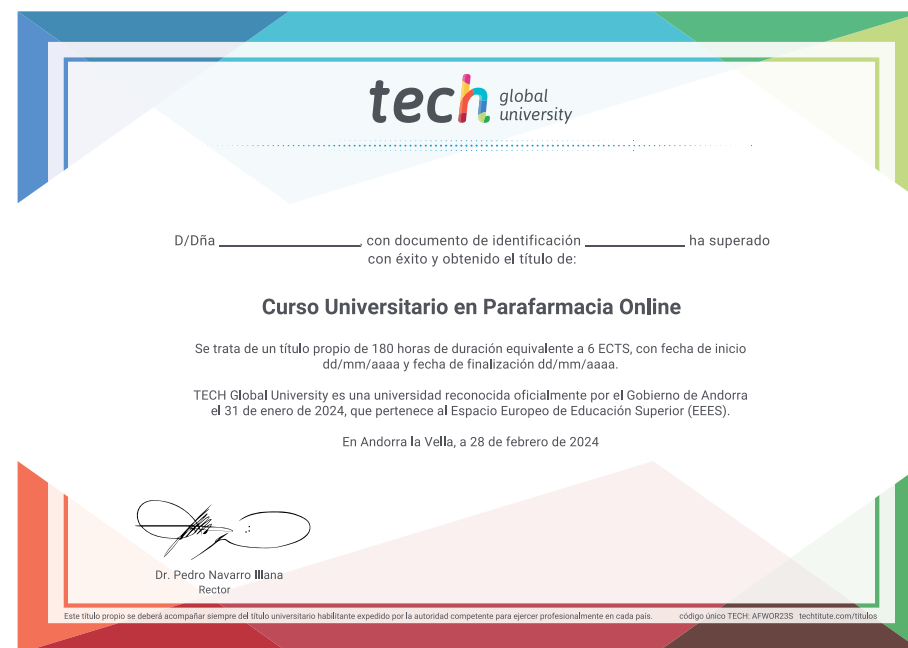 tech global university
D/Dña ____________________, con documento de identificación ______________ ha superado
con éxito y obtenido el título de:
Curso Universitario en Parafarmacia Online
Se trata de un título propio de 180 horas de duración equivalente a 6 ECTS, con fecha de inicio
dd/mm/aaaa y fecha de finalización dd/mm/aaaa.
TECH Global University es una universidad reconocida oficialmente por el Gobierno de Andorra
el 31 de enero de 2024, que pertenece al Espacio Europeo de Educación Superior (EEES).
En Andorra la Vella, a 28 de febrero de 2024
Dr. Pedro Navarro Illana
Rector
Este título propio se deberá acompañar siempre del título universitario habilitante expedido por la autoridad competente para ejercer profesionalmente en cada país. código único TECH: AFWOR23S techtitute.com/titulos